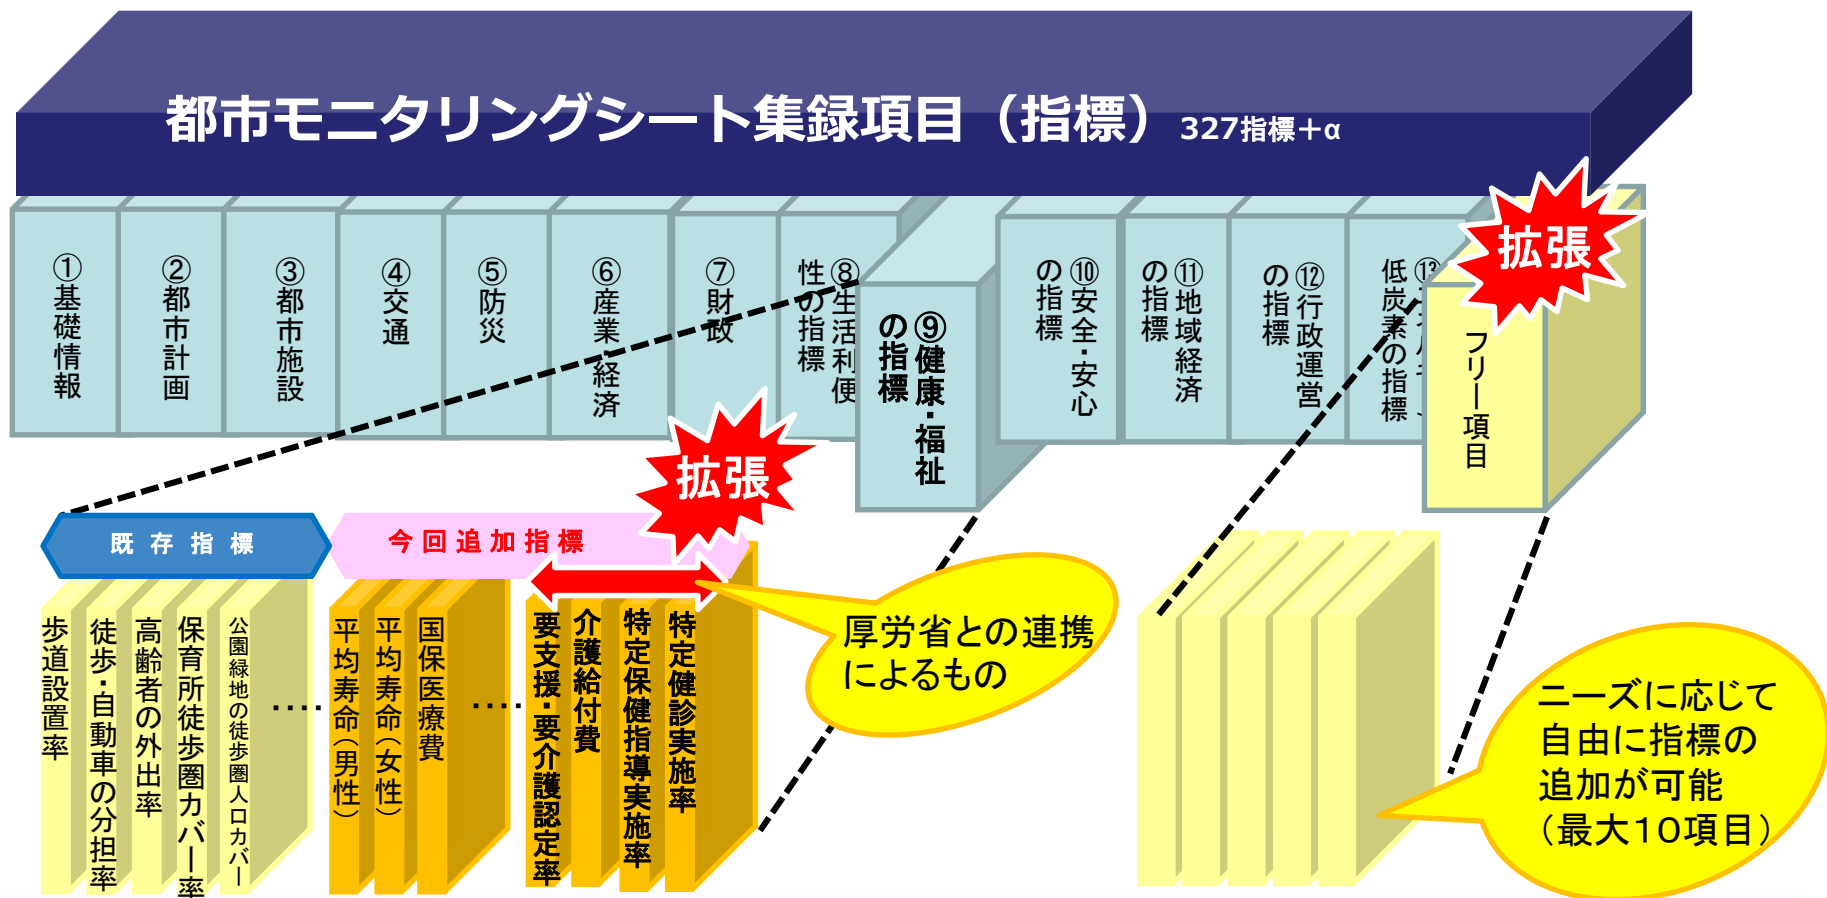 都市モニタリングシート集録項目（指標）327指標＋α
①基礎情報
②都市計画
③都市施設
④交通
⑤防災
⑥産業・経済
⑦財政
⑧生活利便
性の指標
⑨健康・福祉
の指標
⑩安全・安心
の指標
⑪地域経済
の指標
⑫行政運営
の指標
⑬
低炭素の指標
フリー項目
拡張
拡張
既存指標
今回追加指標
歩道設置率
徒歩・自動車の分担率
高齢者の外出率
保育所徒歩圏カバー率
公園緑地の徒歩圏人口カバー
‥‥
平均寿命（男性）
平均寿命（女性）
国保医療費
‥‥
要支援・要介護認定率
介護給付費
特定保健指導実施率
特定健診実施率
厚労省との連携
によるもの
ニーズに応じて
自由に指標の
追加が可能
（最大１０項目）